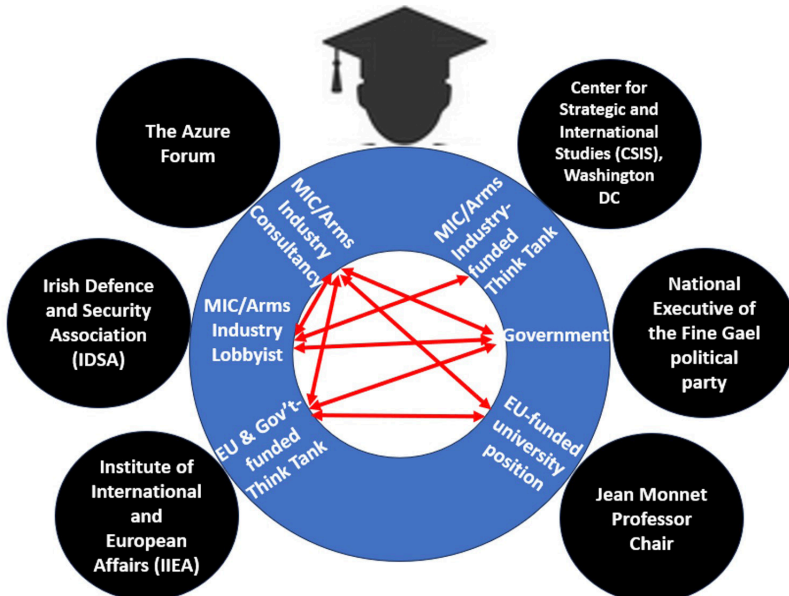 The Azure
Forum
Center for
Strategic and
International
Studies (CSIS),
Washington
DC
MIC/Arms
Industry
Consultancy
MIC/Arms
Industry-
funded
Think Tank
Irish Defence
and Security
Association
(IDSA)
MIC/Arms
Industry
Lobbyist
Government
National
Executive of
the Fine Gael
political
party
EU & Gov't-
funded
Think Tank
EU-funded
university
position
Institute of
International
and
European
Affairs (IIEA)
Jean Monnet
Professor
Chair